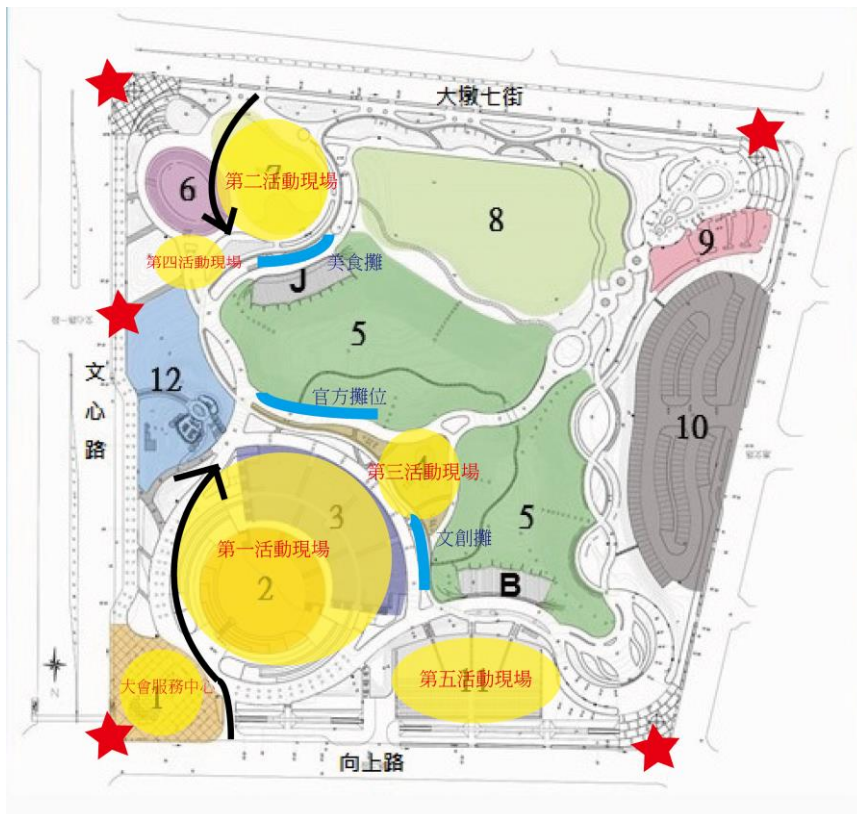 大墩七街
7
6
第二活動現場
8
9
第四活動現場
美食攤
J
5
文心路
12
官方攤位
10
4
第三活動現場
3
第一活動現場
文創攤
5
2
B
大會服務中心
1
第五活動現場
11
向上路